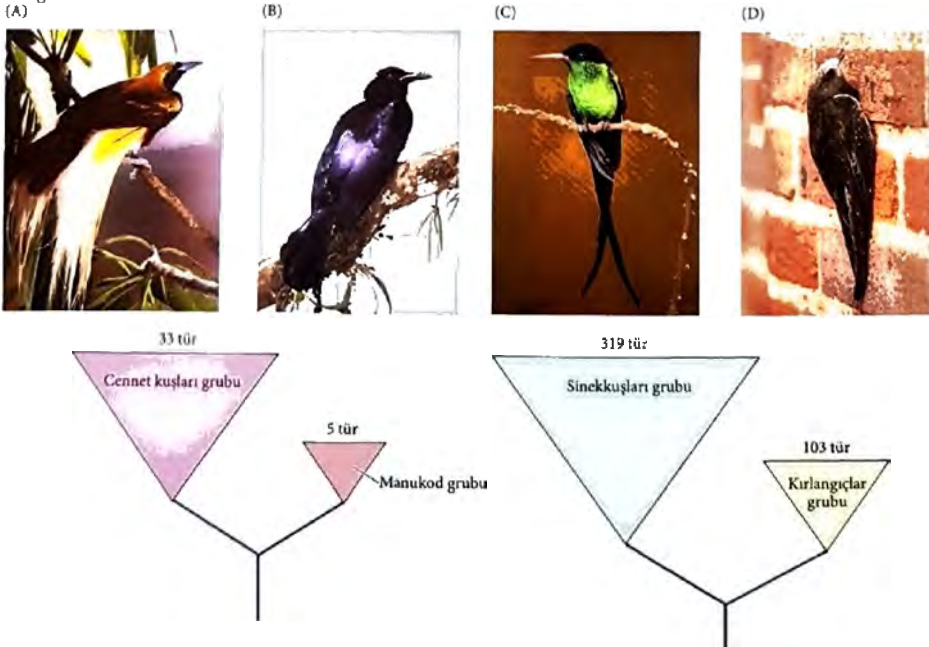 (A)
(B)
(C)
(D)
33 tür
Cennet kuşları grubu
5 tür
Manukod grubu
319 tür
Sinekkuşları grubu
103 tür
Kırlangıçlar
grubu